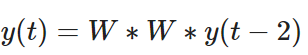 y(t) = W * W * y(t − 2)